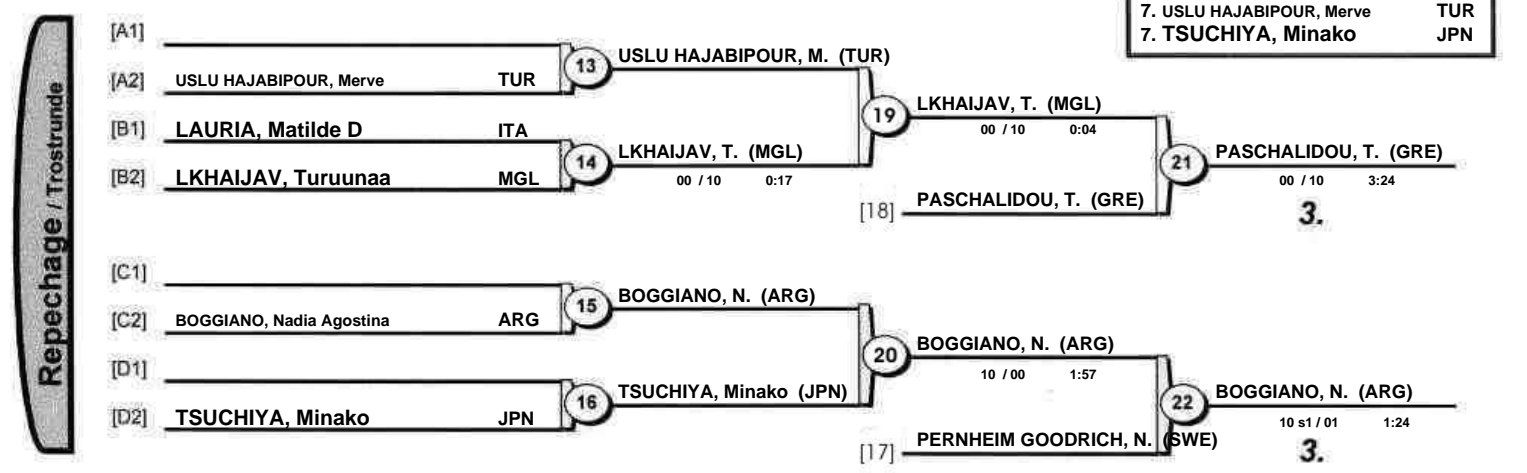 7. USLU HAJABIPOUR, Merve TUR
7. TSUCHIYA, Minako JPN
Repechage / Trostrunde
[A1]
13 USLU HAJABIPOUR, M. (TUR)
[A2] USLU HAJABIPOUR, Merve TUR
19 LKHAIJAV, T. (MGL)
00 / 10 0:04
[B1] LAURIA, Matilde D ITA
14 LKHAIJAV, T. (MGL)
00 / 10 0:17
[B2] LKHAIJAV, Turuunaa MGL
21 PASCHALIDOU, T. (GRE)
00 / 10 3:24
[18] PASCHALIDOU, T. (GRE)
3.
[C1]
15 BOGGIANO, N. (ARG)
[C2] BOGGIANO, Nadia Agostina ARG
20 BOGGIANO, N. (ARG)
10 / 00 1:57
[D1]
16 TSUCHIYA, Minako (JPN)
[D2] TSUCHIYA, Minako JPN
22 BOGGIANO, N. (ARG)
10 s1 / 01 1:24
[17] PERNHEIM GOODRICH, N. (SWE)
3.